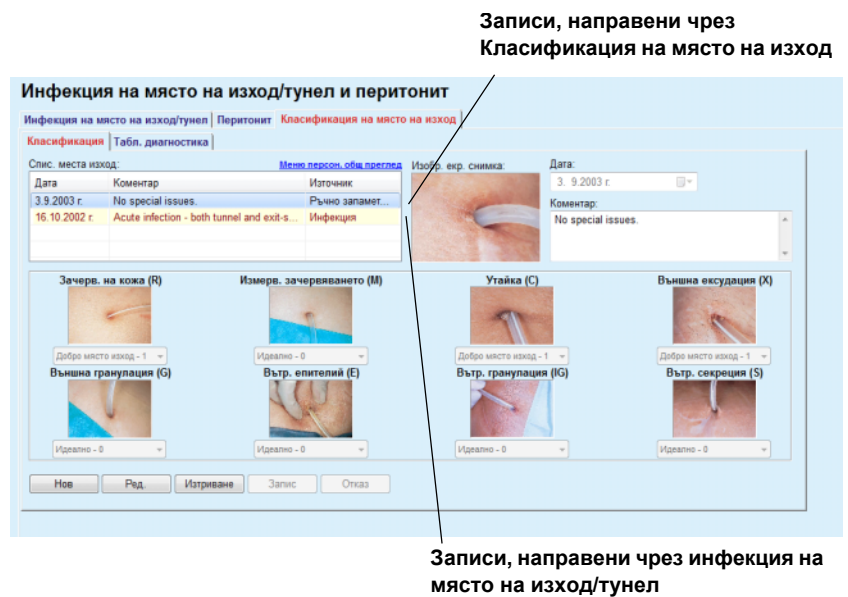 Записи, направени чрез
Класификация на място на изход
Инфекция на място на изход/тунел и перитонит
Инфекция на място на изход/тунел Перитонит Класификация на място на изход
Класификация Табл. диагностика
Спис. места изход: Меню персон. общ преглед Изобр. екр. снимка: Дата:
Дата Коментар Източник 3. 9.2003 г.
3.9.2003 г. No special issues. Ръчно запамет... Коментар:
16.10.2002 г. Acute infection - both tunnel and exit-s... Инфекция No special issues.
Зачерв. на кожа (R) Измерв. зачервяването (M) Утайка (C) Външна ексудация (X)
Добро място изход - 1 Идеално - 0 Добро място изход - 1 Добро място изход - 1
Външна гранулация (G) Вътр. епителий (E) Вътр. гранулация (IG) Вътр. секреция (S)
Идеално - 0 Идеално - 0 Идеално - 0 Идеално - 0
Нов Ред. Изтриване Запис Отказ
Записи, направени чрез инфекция на
място на изход/тунел